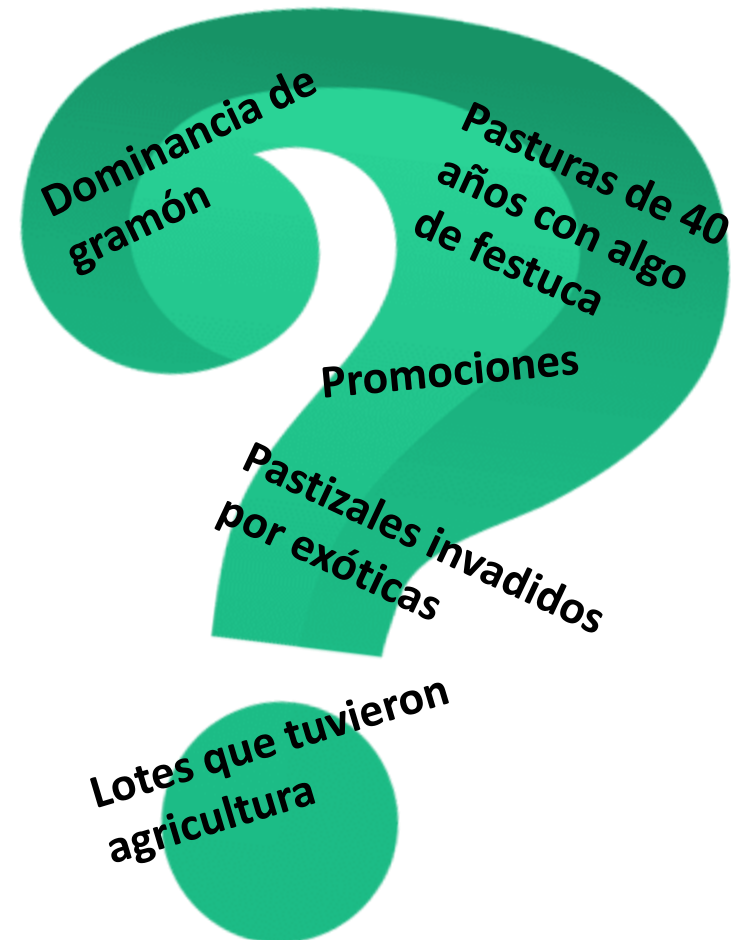 Dominancia de
gramón
Pasturas de 40
años con algo
de festuca
Promociones
Pastizales invadidos
por exóticas
Lotes que tuvieron
agricultura